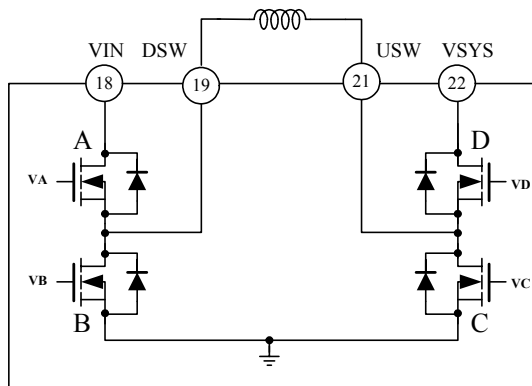 VIN DSW USW VSYS
18 19 21 22
A D
VA VD
VB VC
B C